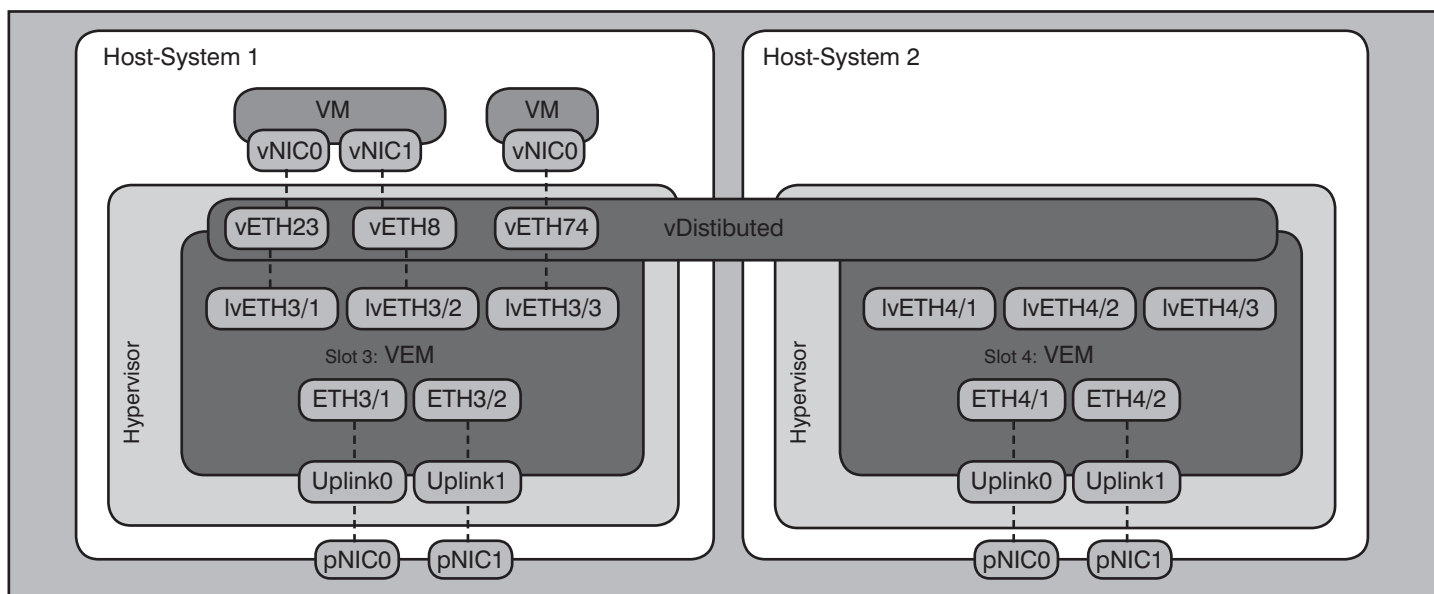 Host-System 1
VM
VM
vNIC0
vNIC1
vNIC0
vETH23
vETH8
vETH74
vDistibuted
lvETH3/1
lvETH3/2
lvETH3/3
Slot 3: VEM
Hypervisor
ETH3/1
ETH3/2
Uplink0
Uplink1
pNIC0
pNIC1
Host-System 2
lvETH4/1
lvETH4/2
lvETH4/3
Slot 4: VEM
Hypervisor
ETH4/1
ETH4/2
Uplink0
Uplink1
pNIC0
pNIC1